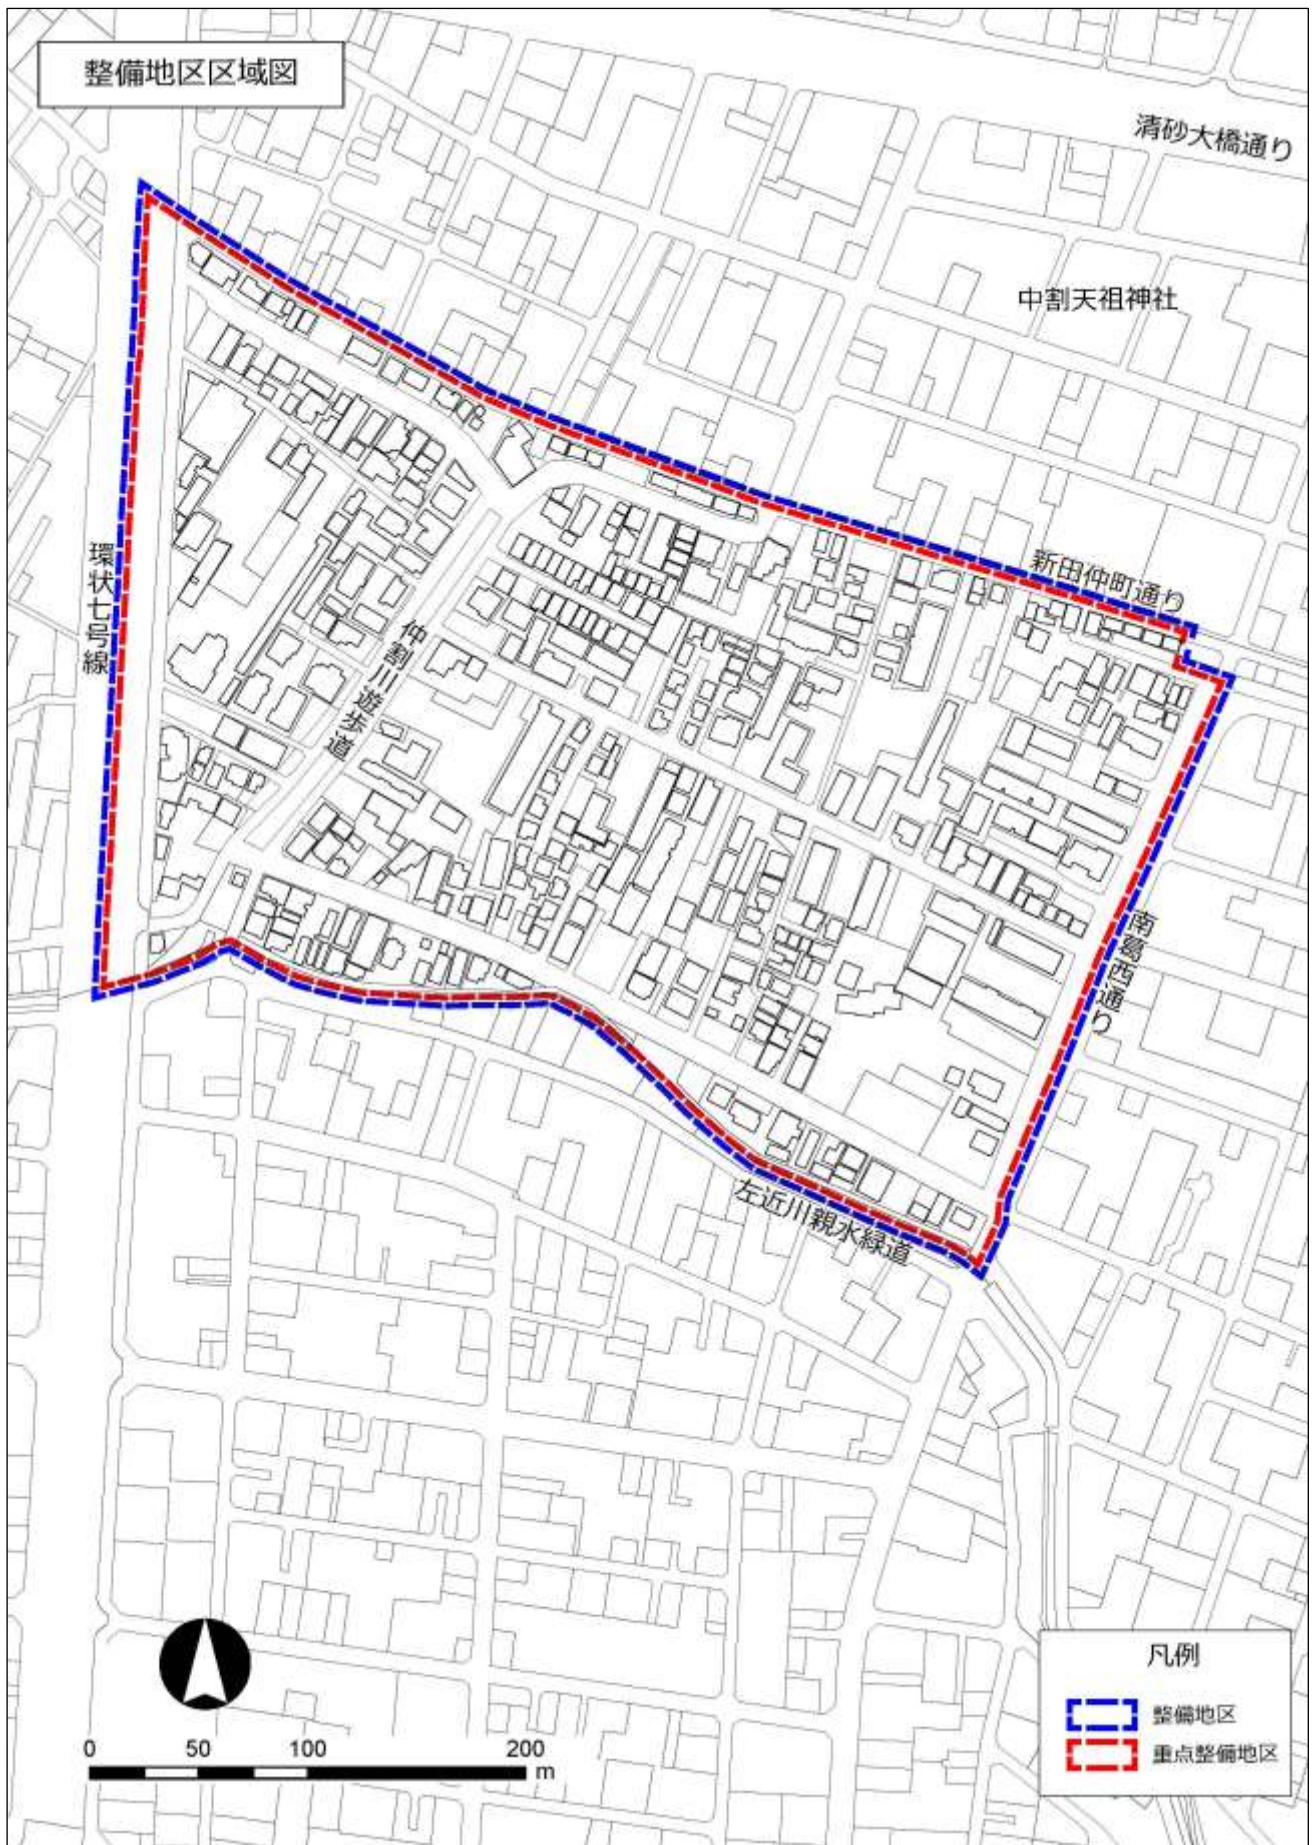 整備地区区域図
清砂大橋通り
中割天祖神社
新田仲町通り
環状七号線
仲割川遊歩道
南葛西通り
左近川親水緑道
凡例
整備地区
重点整備地区
0 50 100 200
m